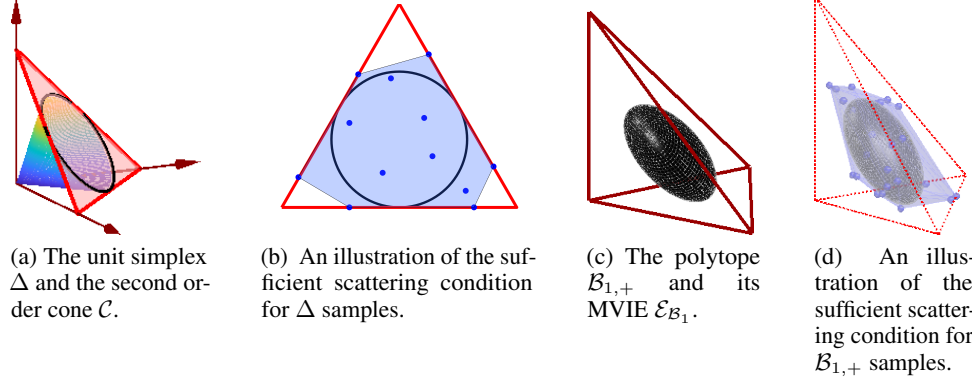 (a) The unit simplex
Δ and the second or-
der cone 𝒞.
(b) An illustration of the suf-
ficient scattering condition
for Δ samples.
(c) The polytope
ℬ₁,₊ and its
MVIE ℰ_ℬ₁.
(d) An illus-
tration of the
sufficient scatter-
ing condition for
ℬ₁,₊ samples.